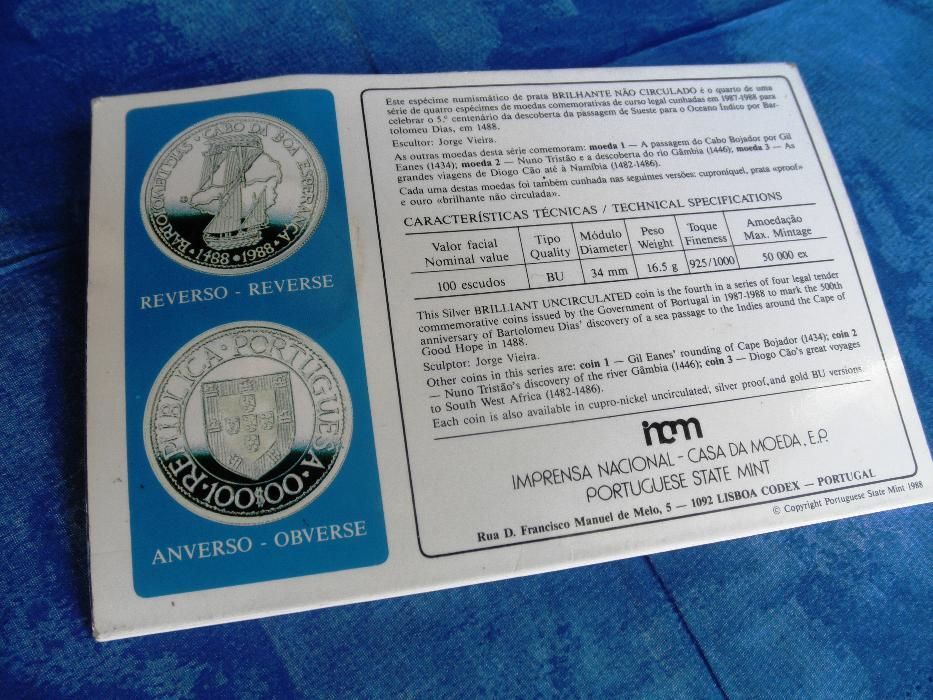 BARTOLOMEU DIAS CABO DA BOA ESPERANÇA
·1488·1988·
REVERSO - REVERSE
REPÚBLICA·PORTUGUESA
·100$00·
ANVERSO - OBVERSE
Este espécime numismático de prata BRILHANTE NÃO CIRCULADO é o quarto de uma
série de quatro espécimes de moedas comemorativas de curso legal cunhadas em 1987-1988 para
celebrar o 5.º centenário da descoberta da passagem de Sueste para o Oceano Índico por Bar-
tolomeu Dias, em 1488.
Escultor: Jorge Vieira.
As outras moedas desta série comemoram: moeda 1 — A passagem do Cabo Bojador por Gil
Eanes (1434); moeda 2 — Nuno Tristão e a descoberta do rio Gâmbia (1446); moeda 3 — As
grandes viagens de Diogo Cão até à Namíbia (1482-1486).
Cada uma destas moedas foi também cunhada nas seguintes versões: cuproníquel, prata «proof»
e ouro «brilhante não circulada».
CARACTERÍSTICAS TÉCNICAS / TECHNICAL SPECIFICATIONS
Valor facial Tipo Módulo Peso Toque Amoedação
Nominal value Quality Diameter Weight Fineness Max. Mintage
100 escudos BU 34 mm 16.5 g 925/1000 50 000 ex
This Silver BRILLIANT UNCIRCULATED coin is the fourth in a series of four legal tender
commemorative coins issued by the Government of Portugal in 1987-1988 to mark the 500th
anniversary of Bartolomeu Dias' discovery of a sea passage to the Indies around the Cape of
Good Hope in 1488.
Sculptor: Jorge Vieira.
Other coins in this series are: coin 1 — Gil Eanes' rounding of Cape Bojador (1434); coin 2
— Nuno Tristão's discovery of the river Gâmbia (1446); coin 3 — Diogo Cão's great voyages
to South West Africa (1482-1486).
Each coin is also available in cupro-nickel uncirculated, silver proof, and gold BU versions.
incm
IMPRENSA NACIONAL - CASA DA MOEDA, E.P.
PORTUGUESE STATE MINT
Rua D. Francisco Manuel de Melo, 5 — 1092 LISBOA CODEX — PORTUGAL
© Copyright Portuguese State Mint 1988